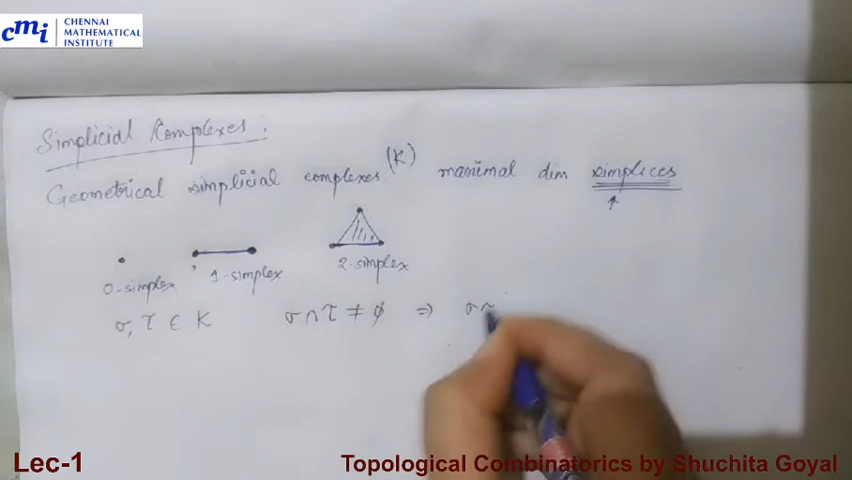 cmi CHENNAI
MATHEMATICAL
INSTITUTE
Simplicial Complexes :
Geometrical simplicial complexes (K) maximal dim simplices
0-simplex 1-simplex 2-simplex
σ, τ ∈ K σ ∩ τ ≠ φ ⇒ σ ∩
Lec-1 Topological Combinatorics by Shuchita Goyal